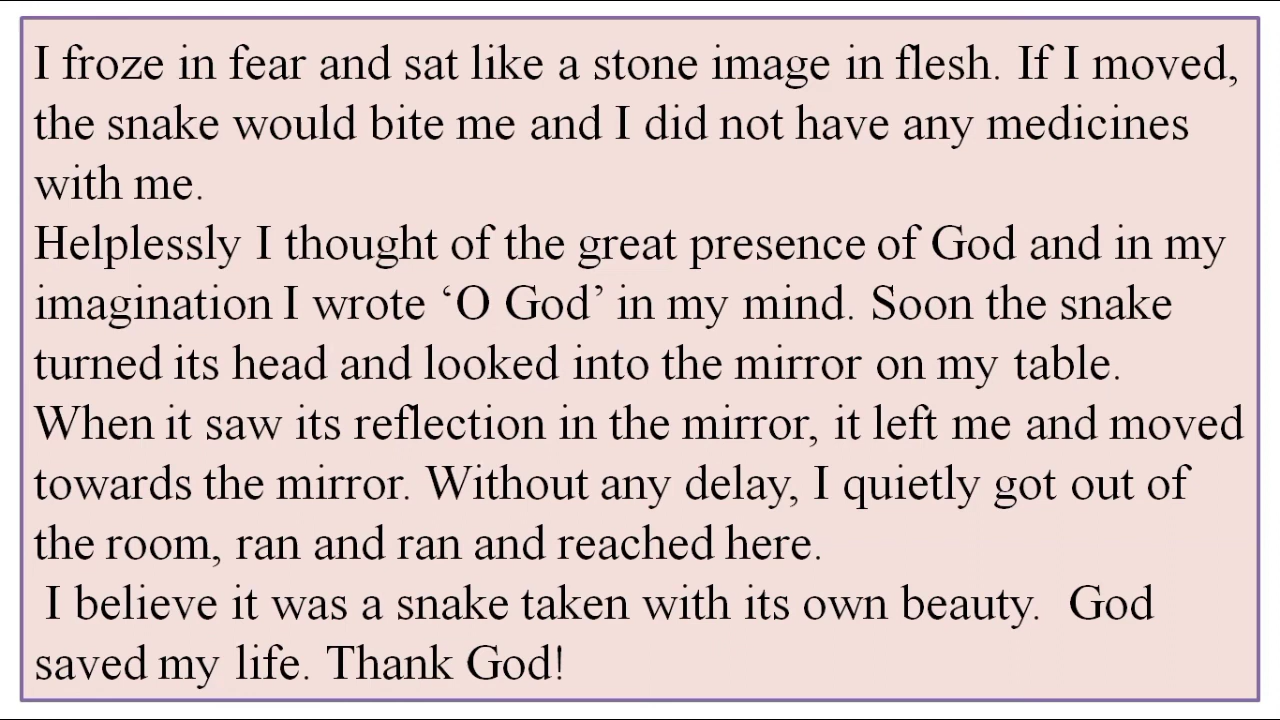 I froze in fear and sat like a stone image in flesh. If I moved,
the snake would bite me and I did not have any medicines
with me.
Helplessly I thought of the great presence of God and in my
imagination I wrote ‘O God’ in my mind. Soon the snake
turned its head and looked into the mirror on my table.
When it saw its reflection in the mirror, it left me and moved
towards the mirror. Without any delay, I quietly got out of
the room, ran and ran and reached here.
I believe it was a snake taken with its own beauty.  God
saved my life. Thank God!